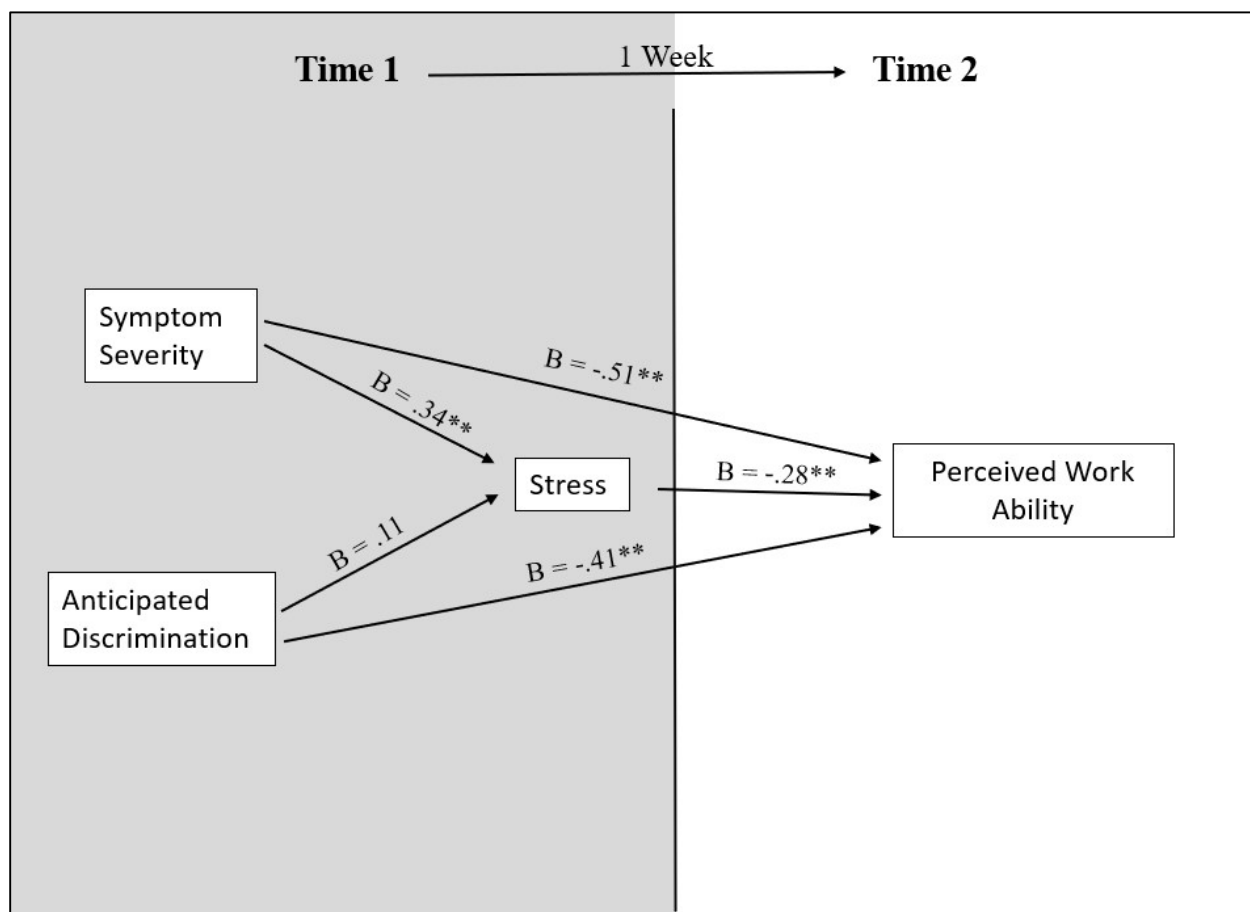 1 Week
Time 1
Time 2
Symptom
Severity
B = -.51**
B = .34**
Stress
B = -.28**
Perceived Work
Ability
B = .11
B = -.41**
Anticipated
Discrimination